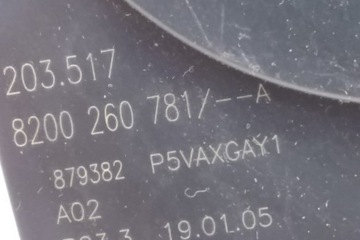 203.517
8200 260 781/--A
879382 P5VAXGAY1
A02
19.01.05